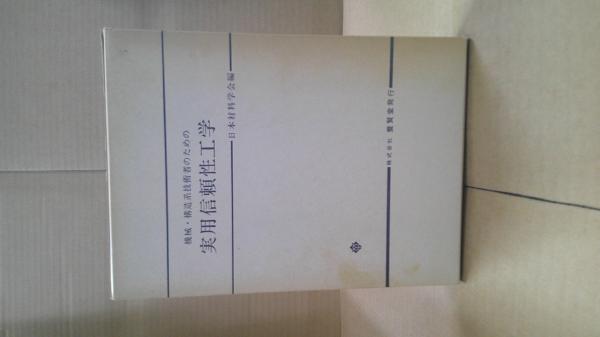 機械・構造系技術者のための
実用信頼性工学
日本材料学会編
株式会社 養賢堂発行